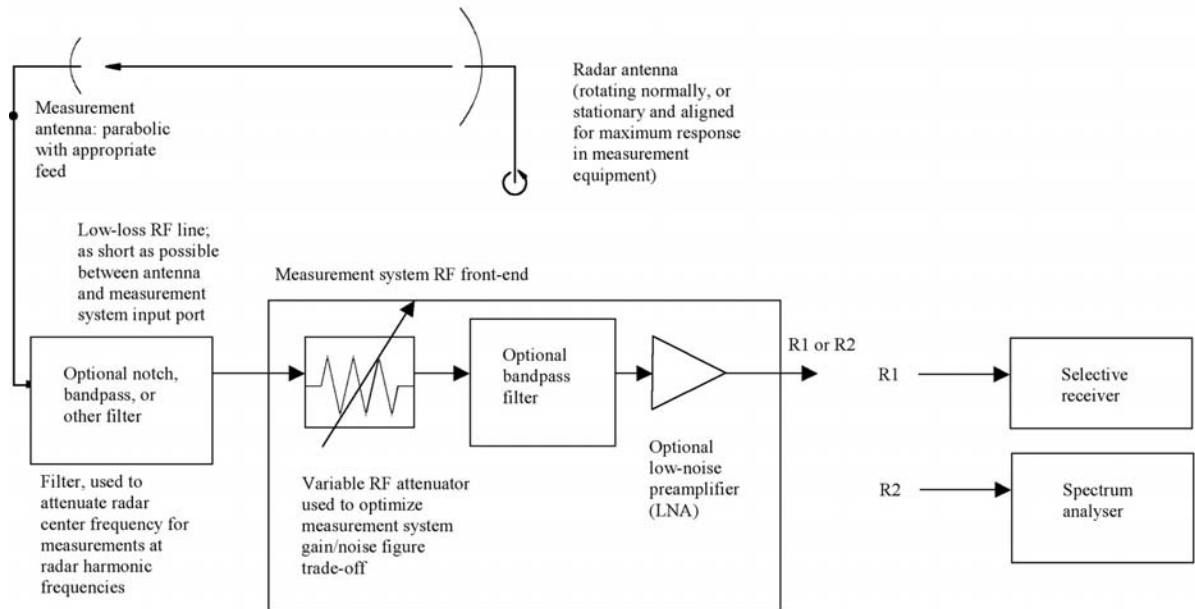 Measurement
antenna: parabolic
with appropriate
feed
Radar antenna
(rotating normally, or
stationary and aligned
for maximum response
in measurement
equipment)
Low-loss RF line;
as short as possible
between antenna
and measurement
system input port
Measurement system RF front-end
Optional notch,
bandpass, or
other filter
Optional
bandpass
filter
R1 or R2
R1
Selective
receiver
Filter, used to
attenuate radar
center frequency for
measurements at
radar harmonic
frequencies
Variable RF attenuator
used to optimize
measurement system
gain/noise figure
trade-off
Optional
low-noise
preamplifier
(LNA)
R2
Spectrum
analyser